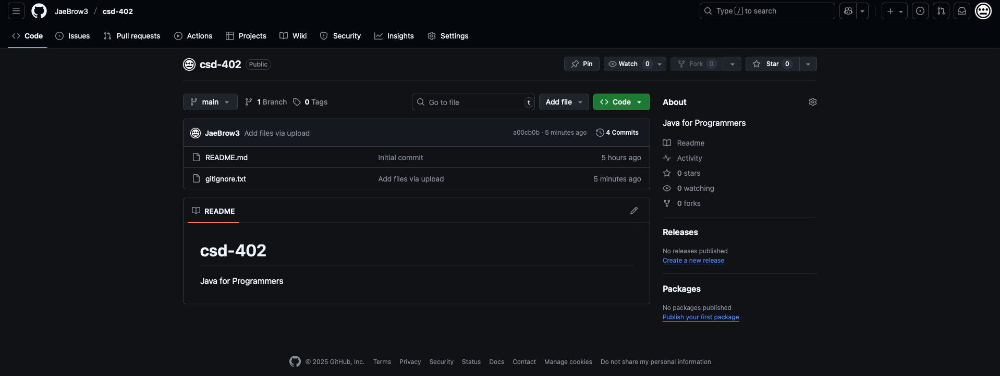 JaeBrow3 / csd-402
Type / to search
Code Issues Pull requests Actions Projects Wiki Security Insights Settings
csd-402 Public
Pin Watch 0 Fork 0 Star 0
main 1 Branch 0 Tags Go to file t Add file Code
JaeBrow3 Add files via upload a00cb0b · 5 minutes ago 4 Commits
README.md Initial commit 5 hours ago
gitignore.txt Add files via upload 5 minutes ago
README
csd-402
Java for Programmers
About
Java for Programmers
Readme
Activity
0 stars
0 watching
0 forks
Releases
No releases published
Create a new release
Packages
No packages published
Publish your first package
© 2025 GitHub, Inc. Terms Privacy Security Status Docs Contact Manage cookies Do not share my personal information